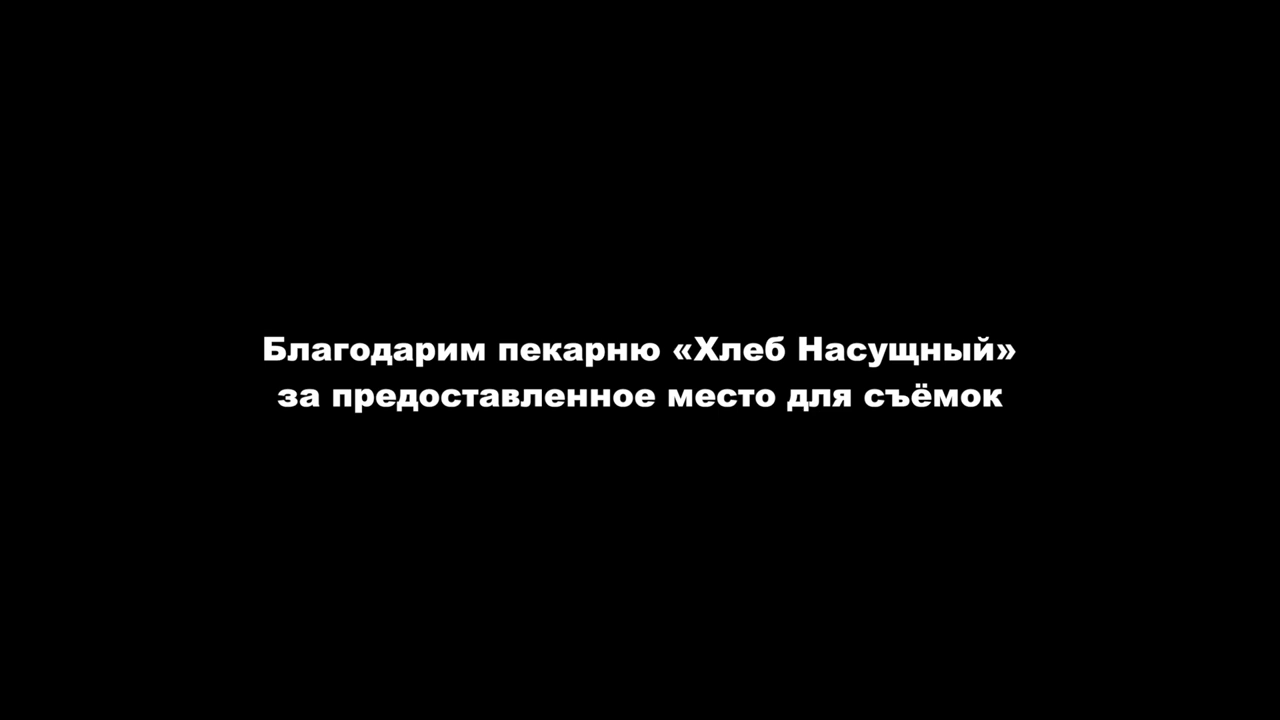 Благодарим пекарню «Хлеб Насущный»
за предоставленное место для съёмок